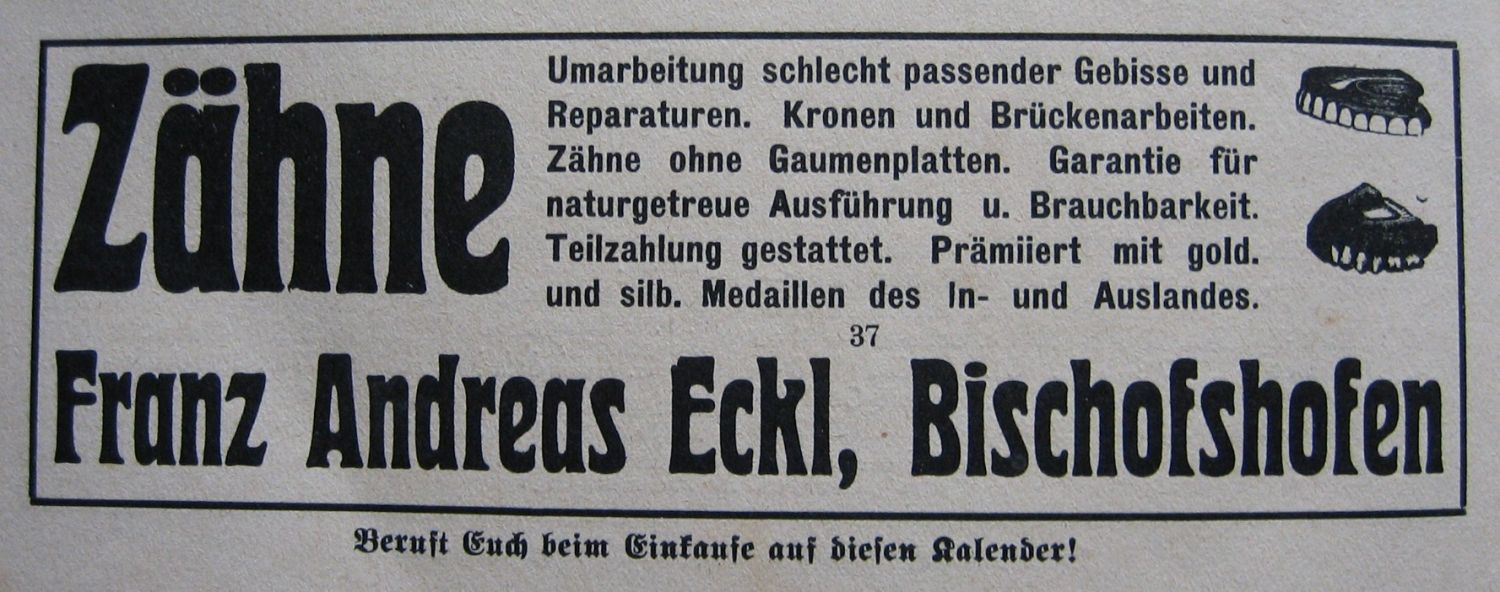 Zähne
Umarbeitung schlecht passender Gebisse und
Reparaturen. Kronen und Brückenarbeiten.
Zähne ohne Gaumenplatten. Garantie für
naturgetreue Ausführung u. Brauchbarkeit.
Teilzahlung gestattet. Prämiiert mit gold.
und silb. Medaillen des In- und Auslandes.
37
Franz Andreas Eckl, Bischofshofen
Beruft Euch beim Einkaufe auf diesen Kalender!